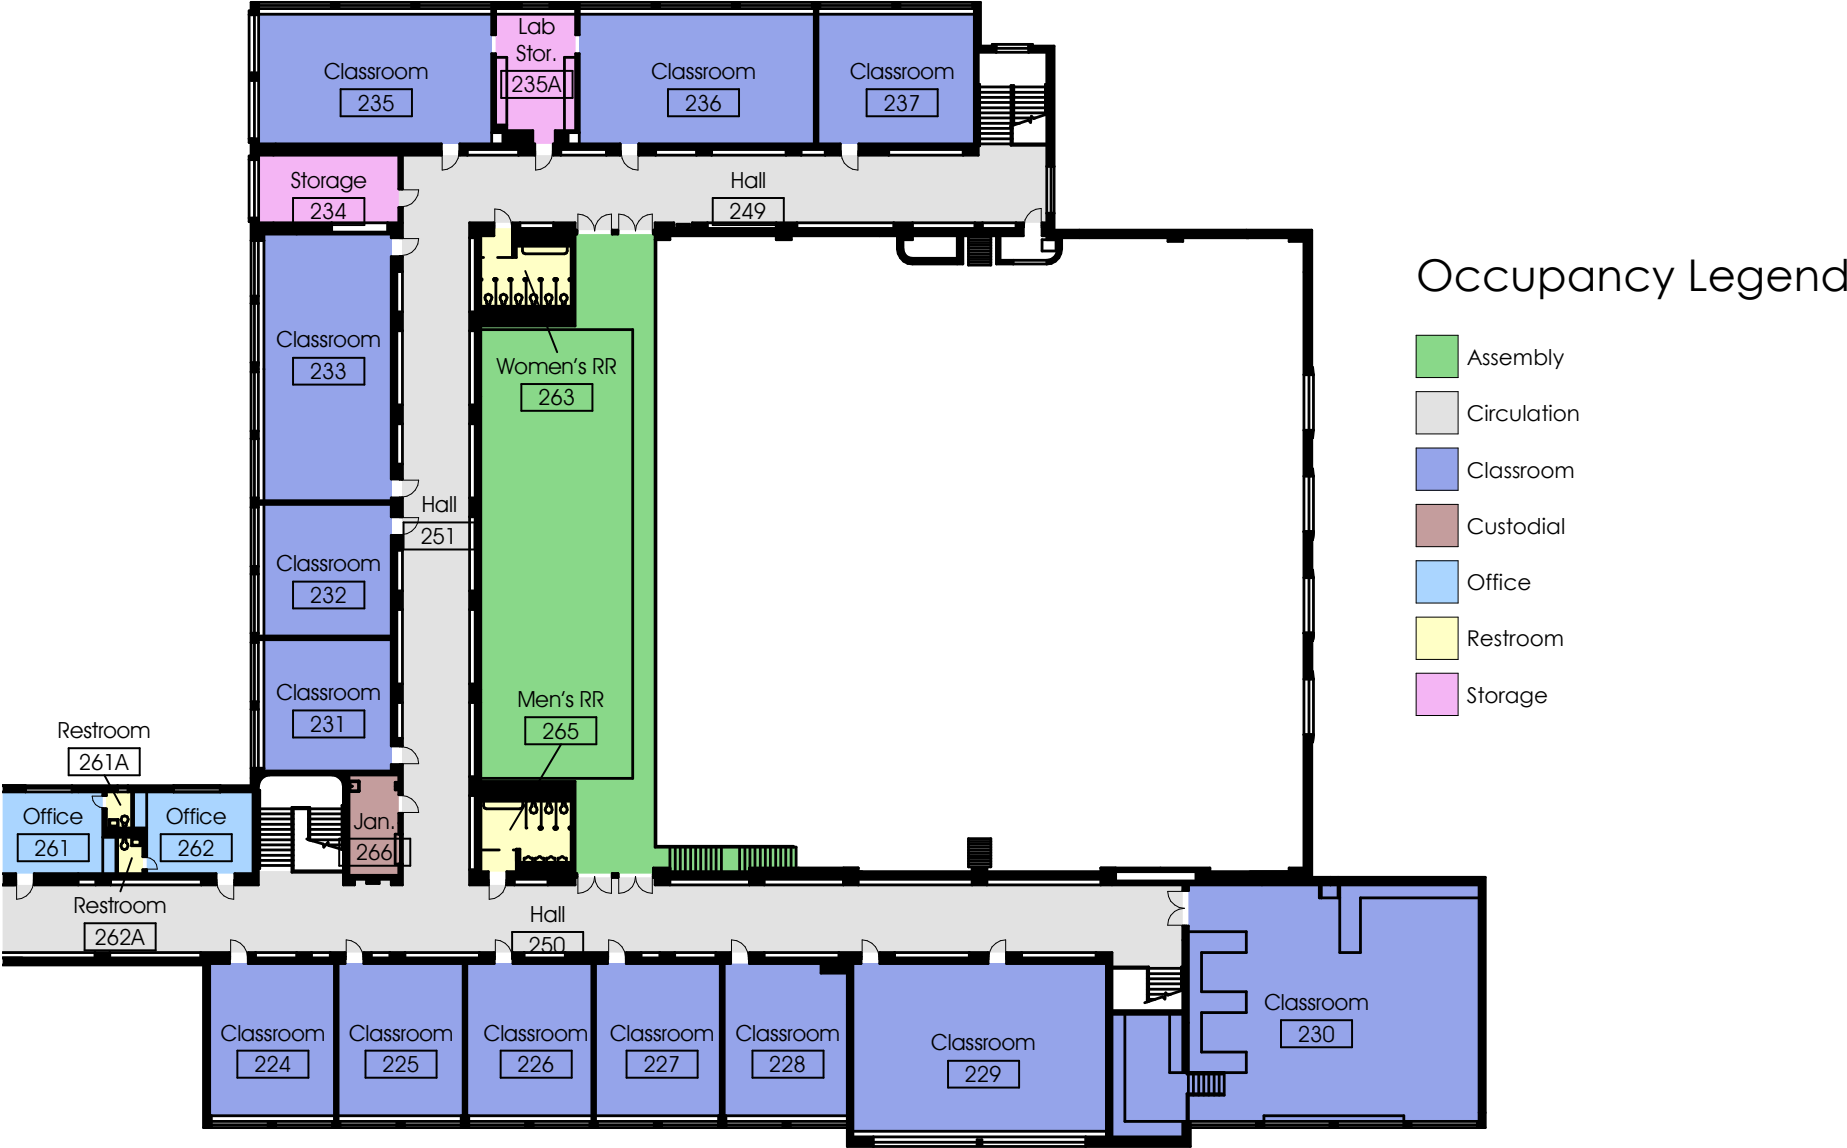 Classroom
235
Lab
Stor.
235A
Classroom
236
Classroom
237
Storage
234
Hall
249
Classroom
233
Women's RR
263
Hall
251
Classroom
232
Classroom
231
Men's RR
265
Restroom
261A
Office
261
Office
262
Jan.
266
Restroom
262A
Hall
250
Classroom
224
Classroom
225
Classroom
226
Classroom
227
Classroom
228
Classroom
229
Classroom
230
Occupancy Legend
Assembly
Circulation
Classroom
Custodial
Office
Restroom
Storage